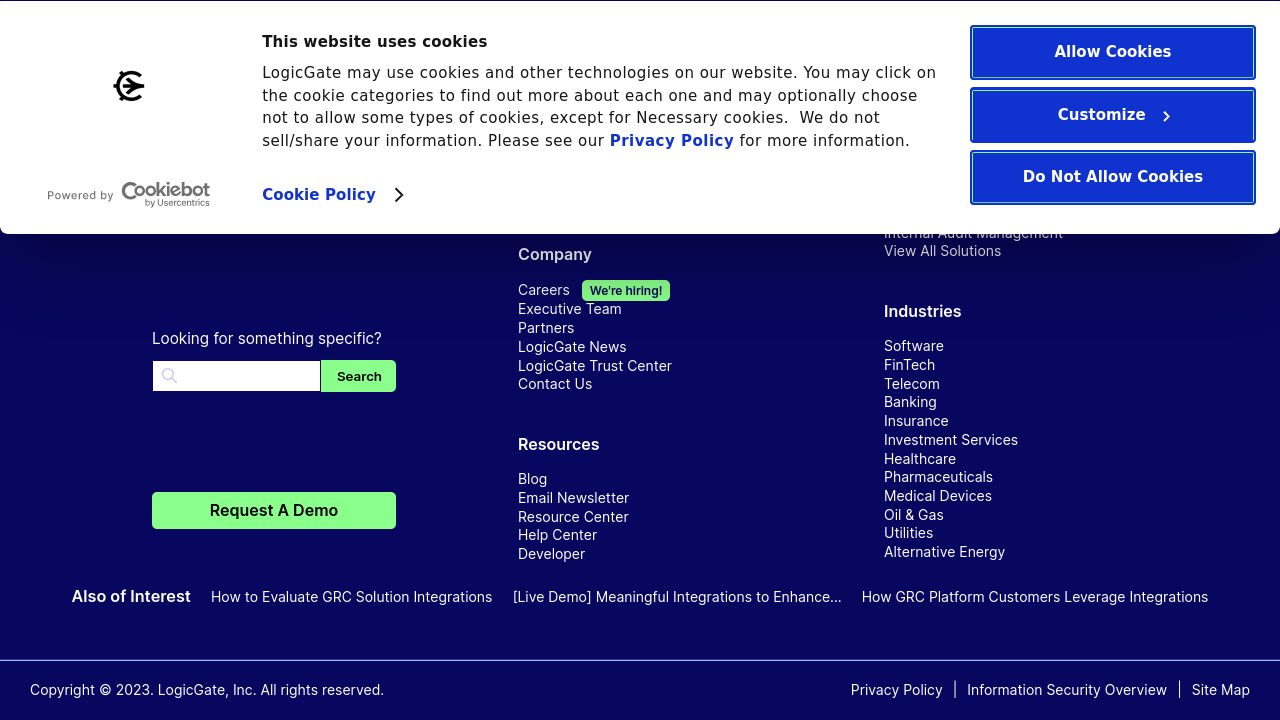 This website uses cookies
LogicGate may use cookies and other technologies on our website. You may click on
the cookie categories to find out more about each one and may optionally choose
not to allow some types of cookies, except for Necessary cookies.  We do not
sell/share your information. Please see our Privacy Policy for more information.
Cookie Policy
Powered by Cookiebot
by Usercentrics
Allow Cookies
Customize
Do Not Allow Cookies
Looking for something specific?
Search
Request A Demo
Company
Careers We're hiring!
Executive Team
Partners
LogicGate News
LogicGate Trust Center
Contact Us
Resources
Blog
Email Newsletter
Resource Center
Help Center
Developer
Internal Audit Management
View All Solutions
Industries
Software
FinTech
Telecom
Banking
Insurance
Investment Services
Healthcare
Pharmaceuticals
Medical Devices
Oil & Gas
Utilities
Alternative Energy
Also of Interest How to Evaluate GRC Solution Integrations [Live Demo] Meaningful Integrations to Enhance... How GRC Platform Customers Leverage Integrations
Copyright © 2023. LogicGate, Inc. All rights reserved.
Privacy Policy | Information Security Overview | Site Map